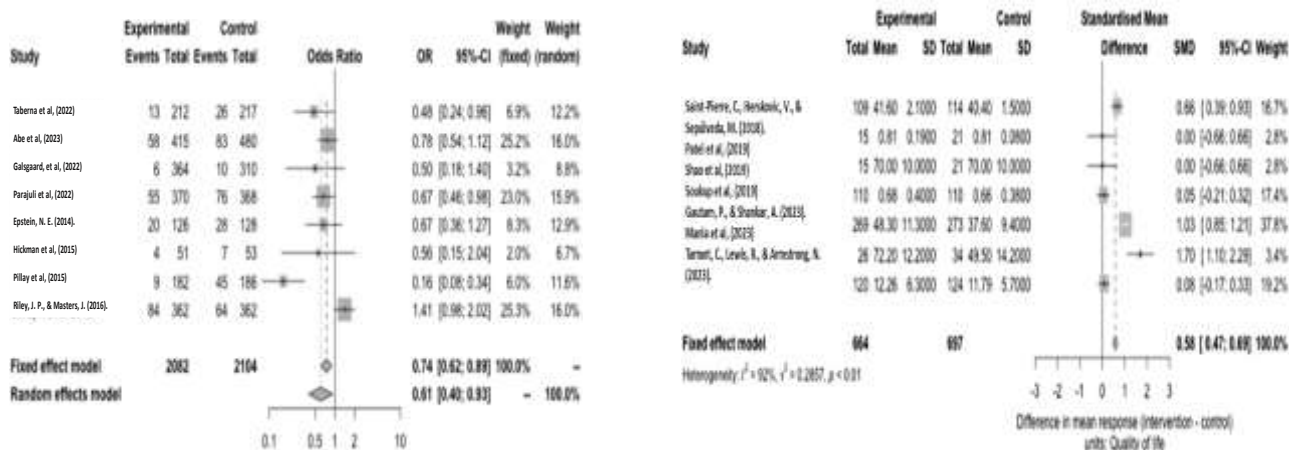 Experimental Control Weight Weight
Study Events Total Events Total Odds Ratio OR 95%-CI (fixed) (random)
Taberna et al, (2022) 13 212 26 217 0.48 [0.24; 0.96] 6.9% 12.2%
Abe et al, (2023) 58 415 83 480 0.78 [0.54; 1.12] 25.2% 16.0%
Galsgaard, et al, (2022) 6 364 10 310 0.50 [0.18; 1.40] 3.2% 8.8%
Parajuli et al, (2022) 55 370 76 368 0.67 [0.46; 0.98] 23.0% 15.9%
Epstein, N. E. (2014). 20 126 28 128 0.67 [0.36; 1.27] 8.3% 12.9%
Hickman et al, (2015) 4 51 7 53 0.56 [0.15; 2.04] 2.0% 6.7%
Pillay et al, (2015) 9 182 45 186 0.16 [0.08; 0.34] 6.0% 11.6%
Riley, J. P., & Masters, J. (2016). 84 362 64 362 1.41 [0.98; 2.02] 25.3% 16.0%
Fixed effect model 2082 2104 0.74 [0.62; 0.89] 100.0% --
Random effects model 0.61 [0.40; 0.93] -- 100.0%
0.1 0.5 1 2 10
Experimental Control Standardised Mean
Study Total Mean SD Total Mean SD Difference SMD 95%-CI Weight
Saint-Pierre, C., Herskovic, V., & 109 41.60 2.1000 114 40.40 1.5000 0.66 [0.39; 0.93] 16.7%
Sepúlveda, M. (2018).
15 0.81 0.1900 21 0.81 0.0800 0.00 [-0.66; 0.66] 2.8%
Patel et al, (2019)
15 70.00 10.0000 21 70.00 10.0000 0.00 [-0.66; 0.66] 2.8%
Shao et al, (2019)
Soukup et al, (2019) 110 0.68 0.4000 110 0.66 0.3800 0.05 [-0.21; 0.32] 17.4%
Gautam, P., & Shankar, A. (2023).
269 48.30 11.3000 273 37.60 9.4000 1.03 [0.85; 1.21] 37.8%
et al, (2023)
C., Lewis, R., & Armstrong, N. 26 72.20 12.2000 34 49.50 14.2000 1.70 [1.10; 2.29] 3.4%
(2023).
120 12.26 6.3000 124 11.79 5.7000 0.08 [-0.17; 0.33] 19.2%
Fixed effect model 664 697 0.58 [ 0.47; 0.69] 100.0%
Heterogeneity: I² = 92%, τ² = 0.2857, p < 0.01
-3 -2 -1 0 1 2 3
Difference in mean response (intervention - control)
units: Quality of life